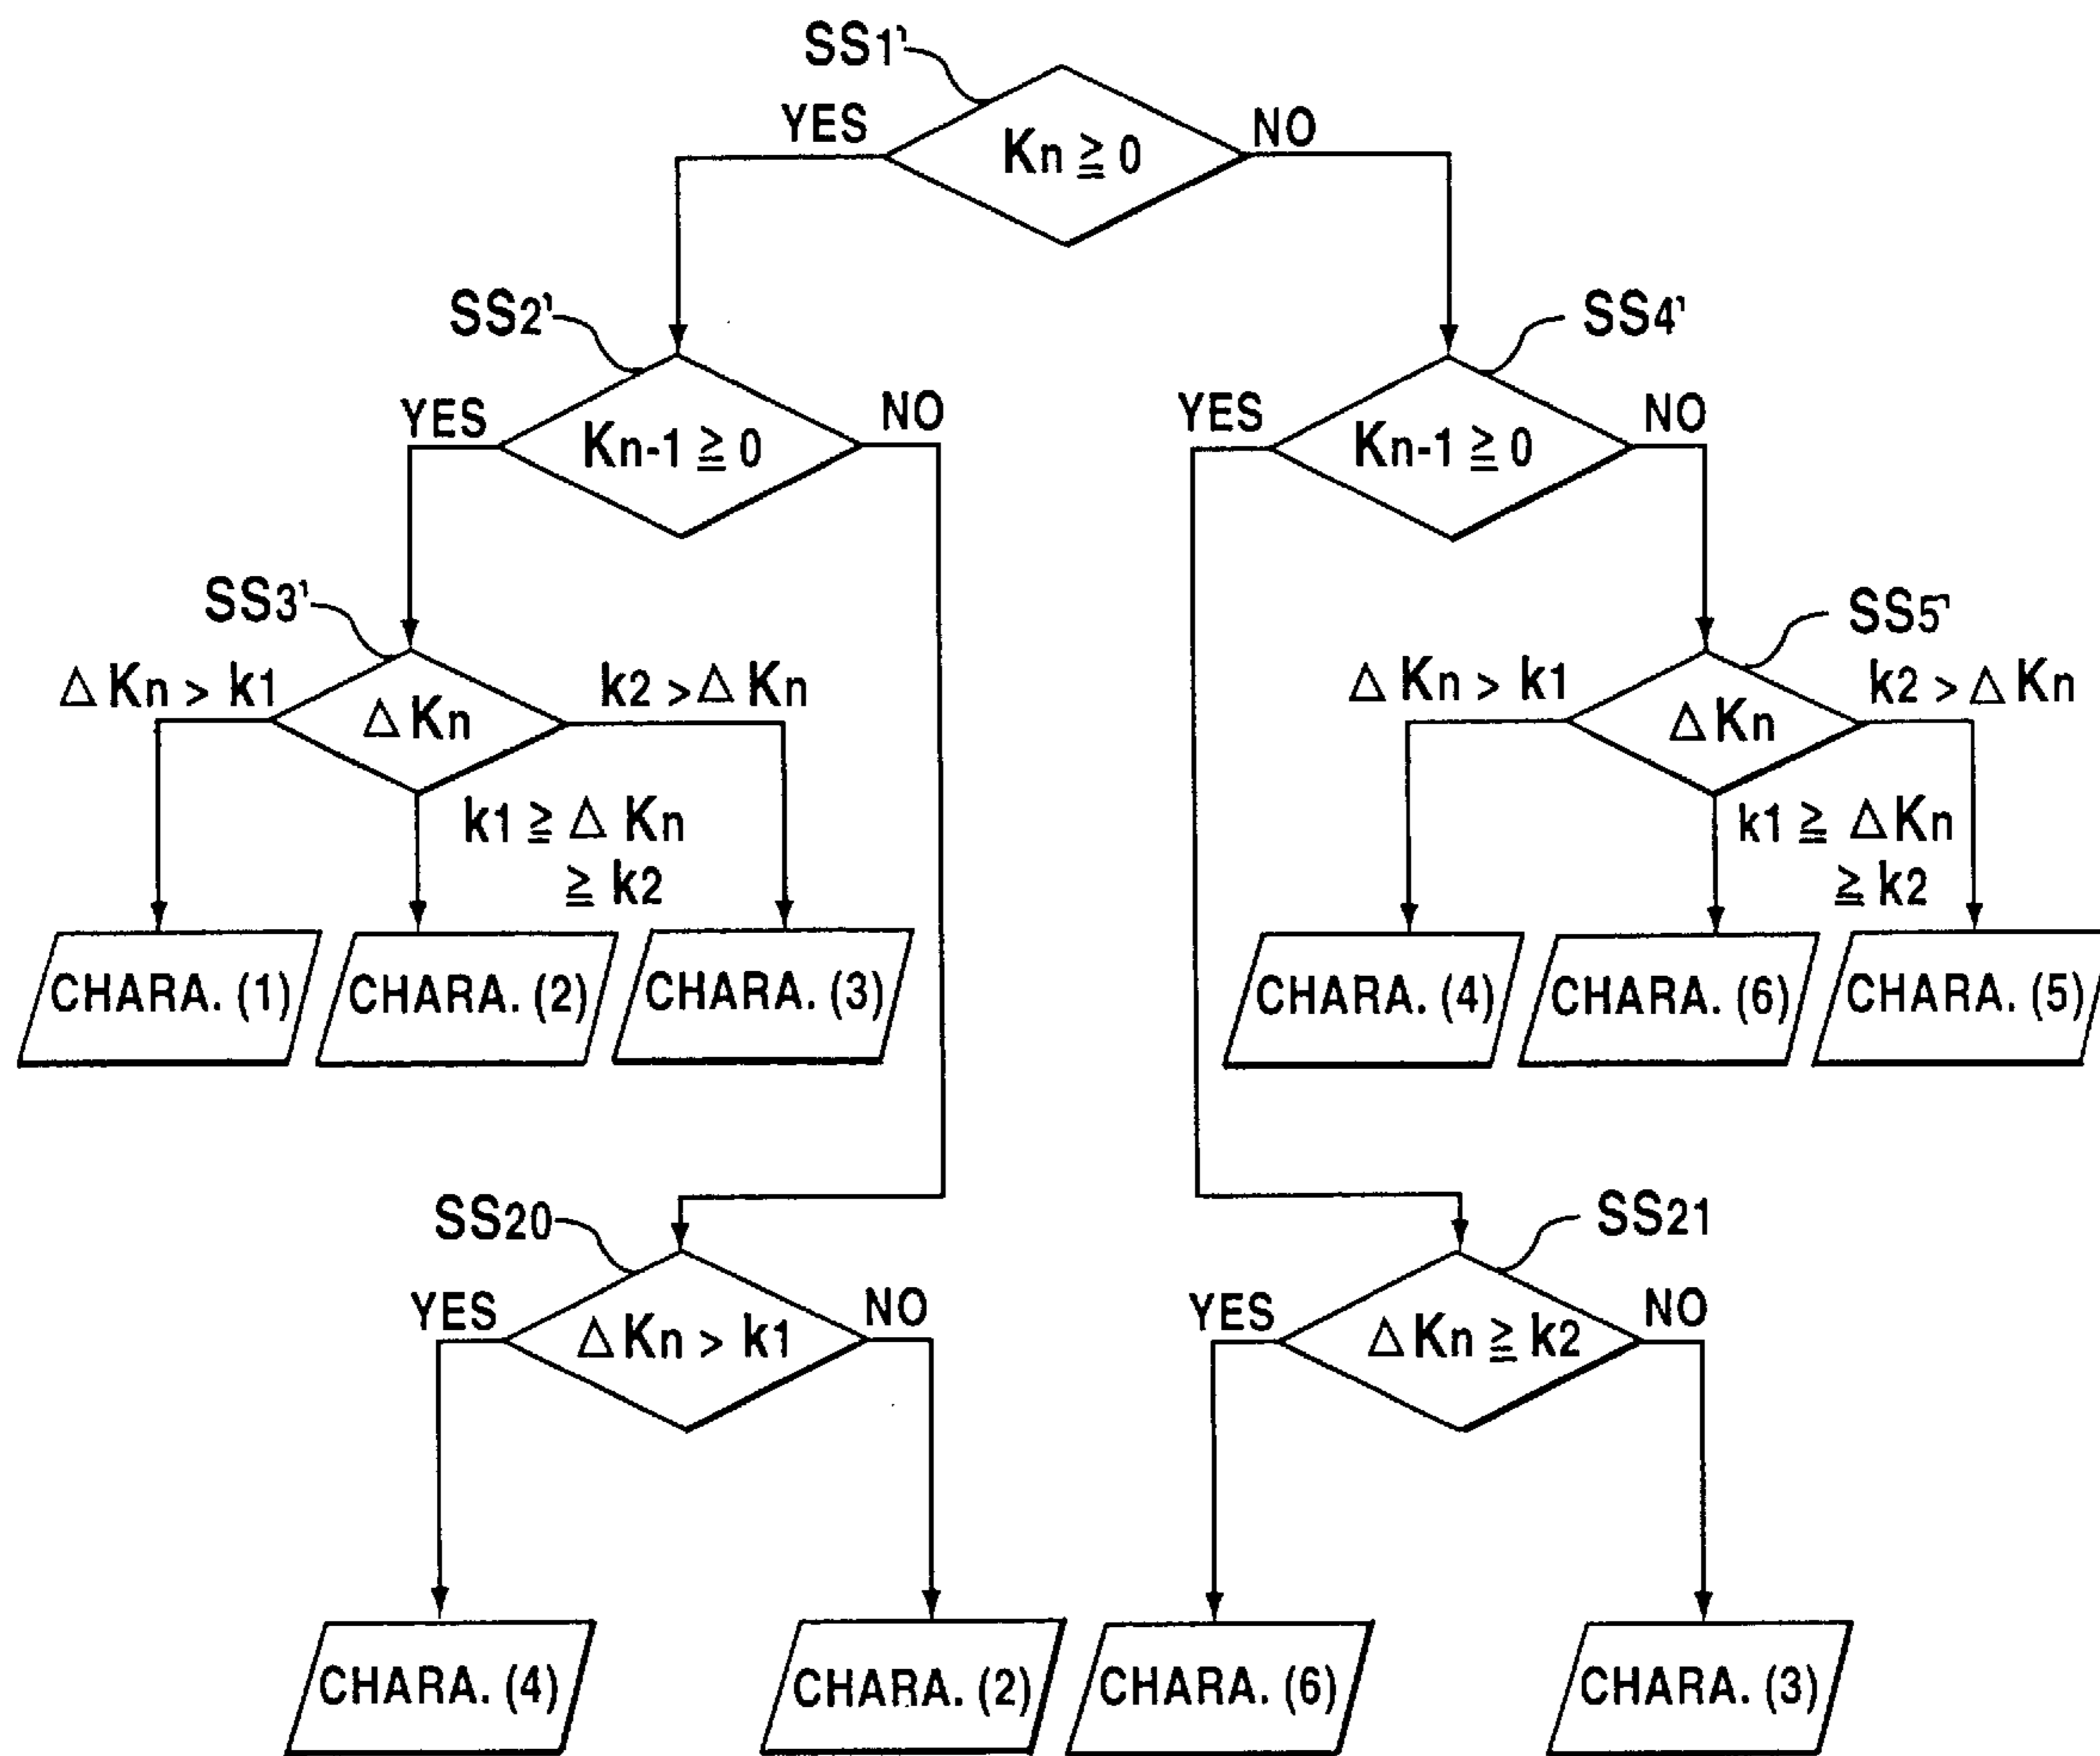 SS1'
YES
NO
Kn ≧ 0
SS2'
SS4'
YES
NO
YES
NO
Kn-1 ≧ 0
Kn-1 ≧ 0
SS3'
SS5'
ΔKn > k1
k2 > ΔKn
ΔKn > k1
k2 > ΔKn
ΔKn
ΔKn
k1 ≧ ΔKn
≧ k2
k1 ≧ ΔKn
≧ k2
CHARA. (1)
CHARA. (2)
CHARA. (3)
CHARA. (4)
CHARA. (6)
CHARA. (5)
SS20
SS21
YES
NO
YES
NO
ΔKn > k1
ΔKn ≧ k2
CHARA. (4)
CHARA. (2)
CHARA. (6)
CHARA. (3)